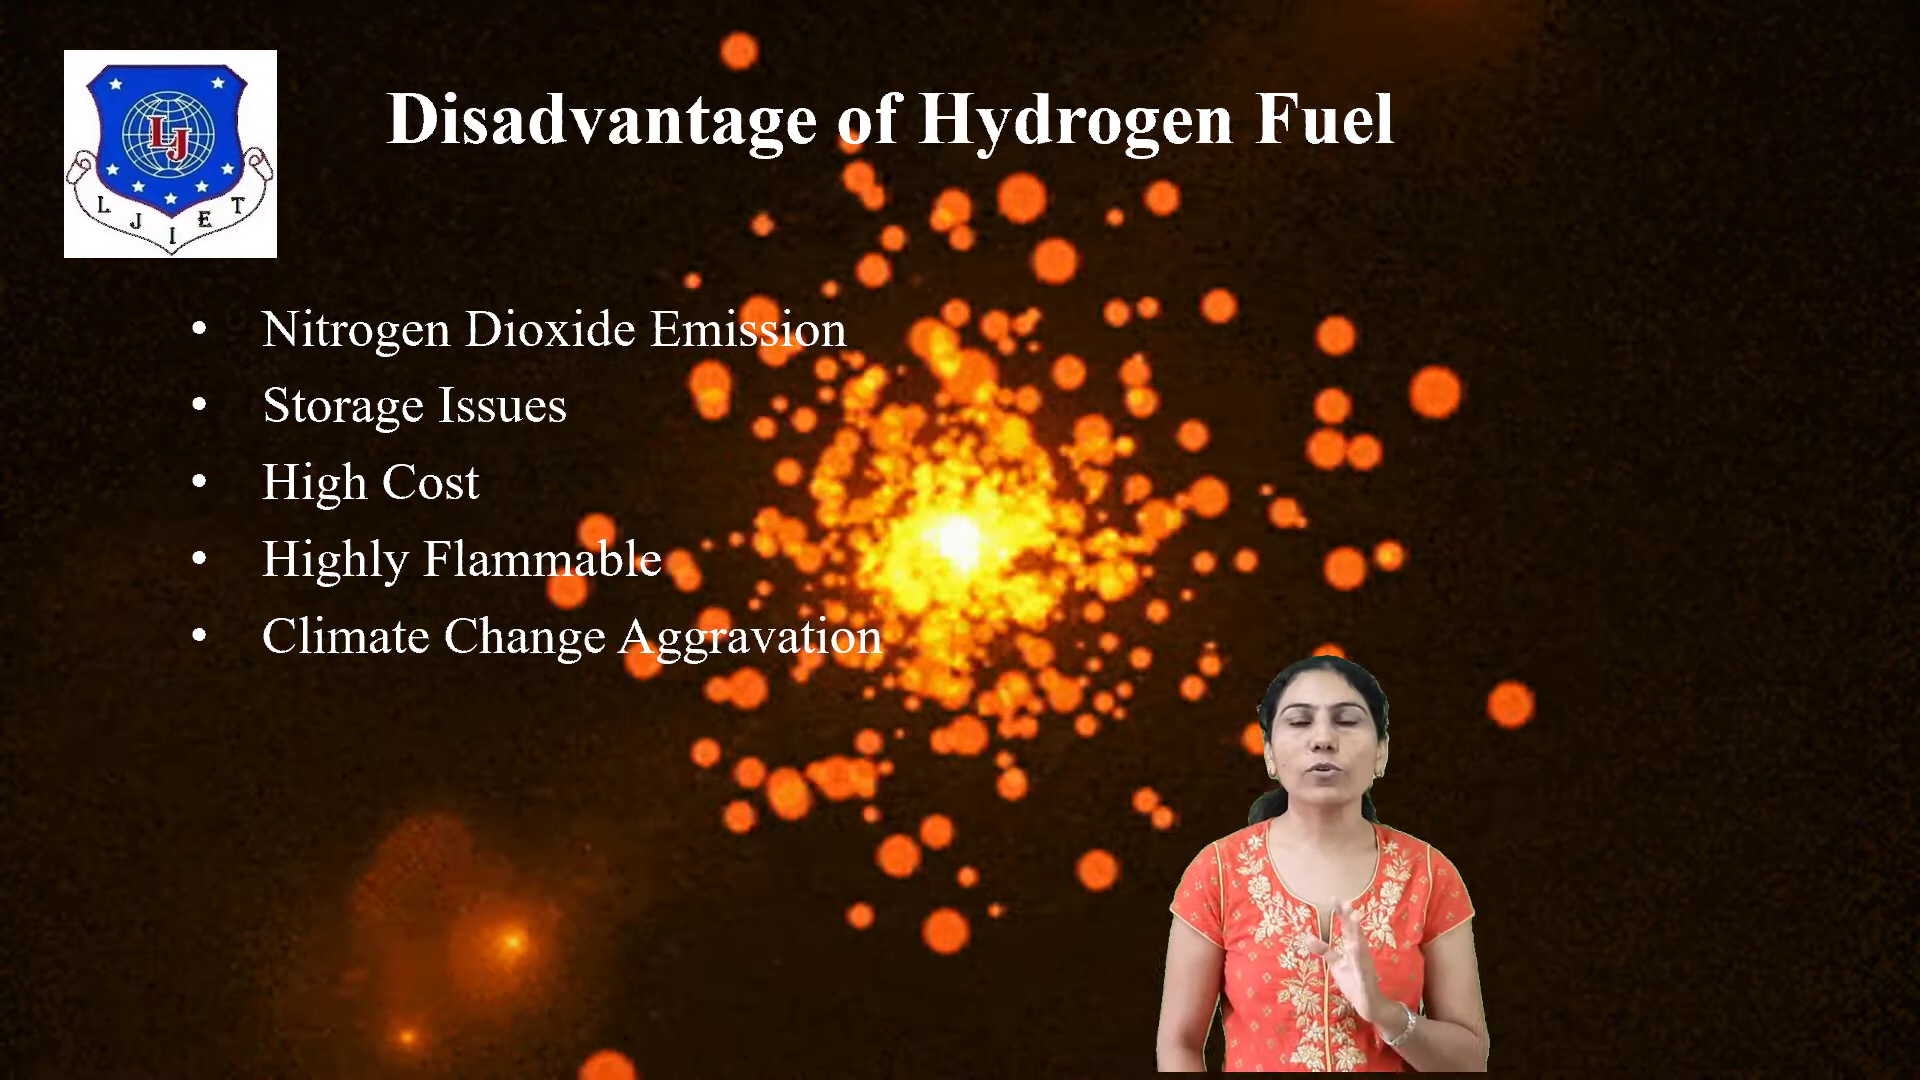 LJ
L J I E T
Disadvantage of Hydrogen Fuel
• Nitrogen Dioxide Emission
• Storage Issues
• High Cost
• Highly Flammable
• Climate Change Aggravation